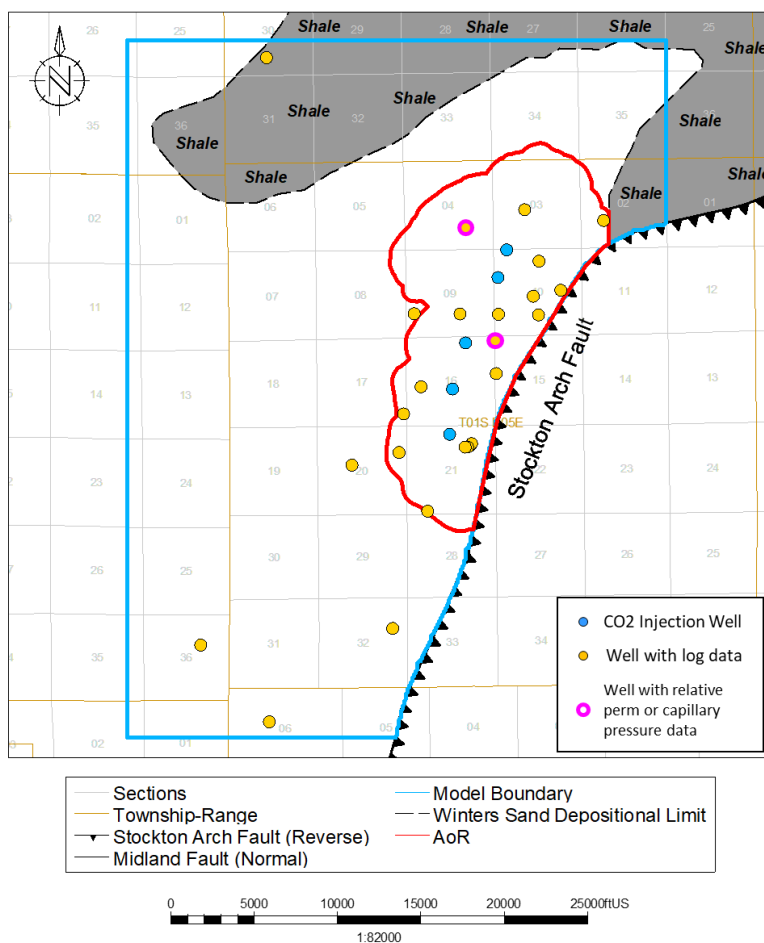 26
25
30
Shale
29
28
Shale
27
Shale
25
N
35
36
Shale
31
Shale
32
Shale
33
34
35
Shale
Shale
Shale
02
01
06
04
03
02
01
11
12
07
08
09
10
11
12
14
13
18
17
16
15
14
13
T01S R05E
23
24
19
20
21
22
23
24
Stockton Arch Fault
26
25
30
29
28
27
26
25
35
36
31
32
33
34
02
01
06
05
04
CO2 Injection Well
Well with log data
Well with relative
perm or capillary
pressure data
Sections
Township-Range
Stockton Arch Fault (Reverse)
Midland Fault (Normal)
Model Boundary
Winters Sand Depositional Limit
AoR
0 5000 10000 15000 20000 25000ftUS
1:82000